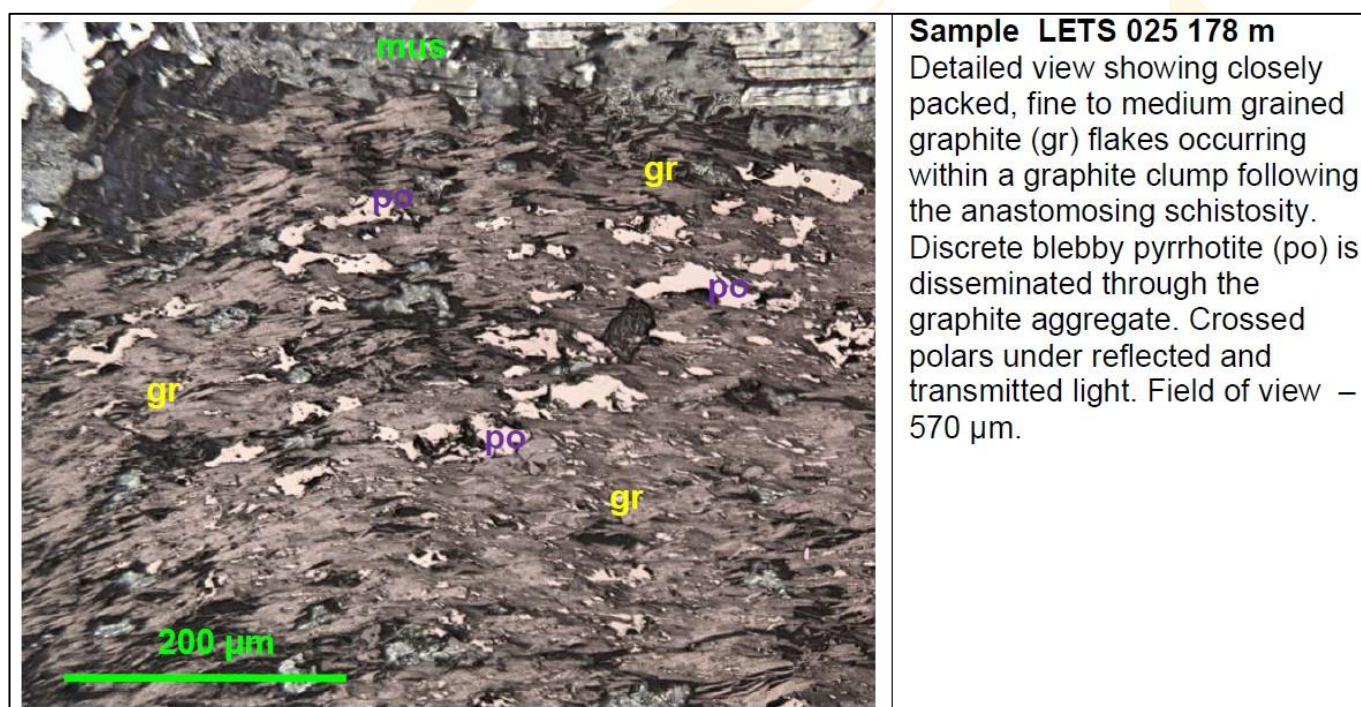 mus
gr
po
po
gr
po
gr
200 µm
Sample LETS 025 178 m
Detailed view showing closely
packed, fine to medium grained
graphite (gr) flakes occurring
within a graphite clump following
the anastomosing schistosity.
Discrete blebby pyrrhotite (po) is
disseminated through the
graphite aggregate. Crossed
polars under reflected and
transmitted light. Field of view –
570 µm.